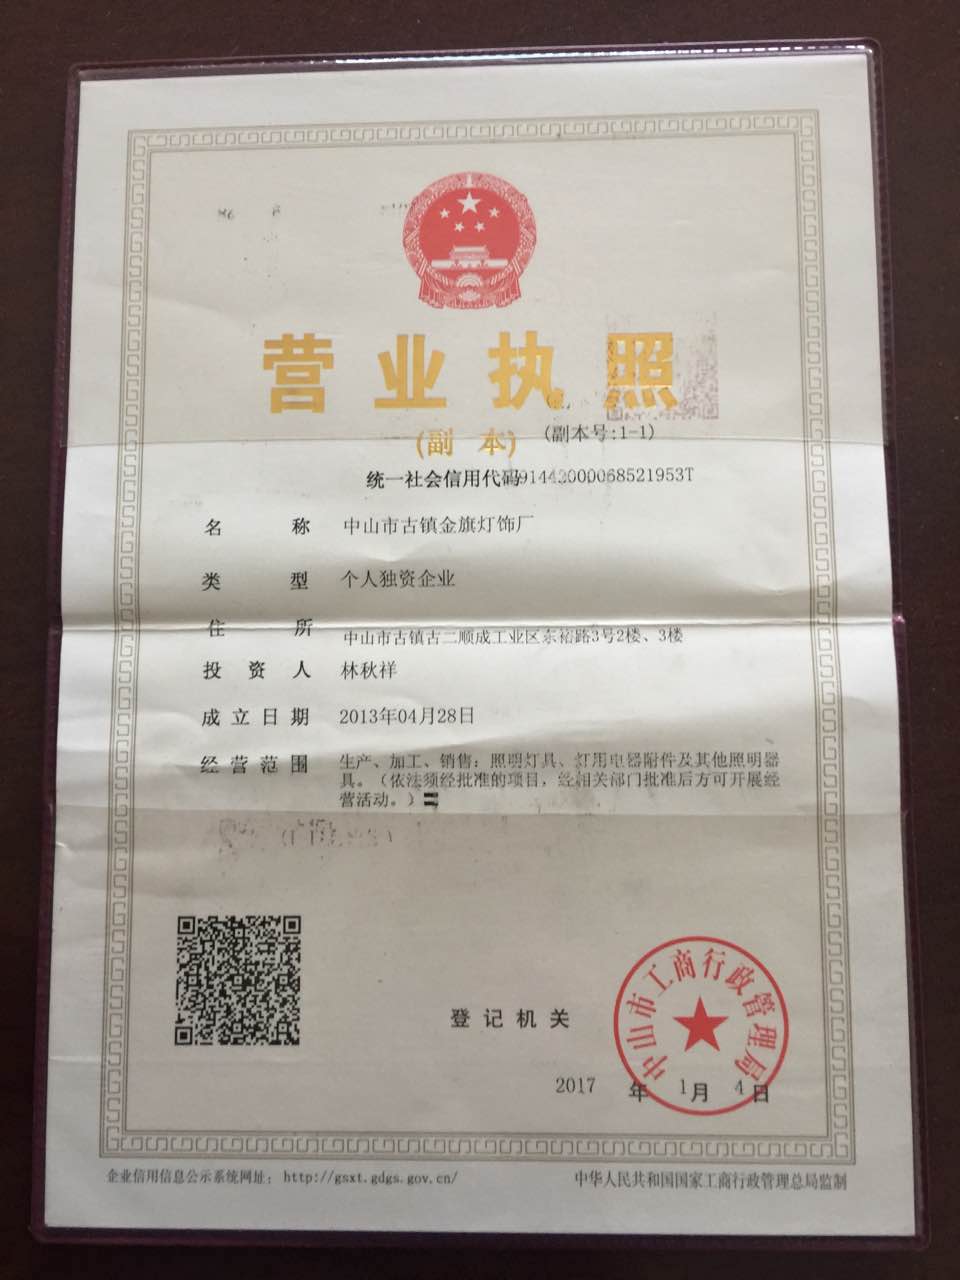 营业执照
(副 本)
(副本号:1-1)
统一社会信用代码91442000068521953T
名 称 中山市古镇金旗灯饰厂
类 型 个人独资企业
住 所 中山市古镇古二顺成工业区东裕路3号2楼、3楼
投 资 人 林秋祥
成立日期 2013年04月28日
经营范围 生产、加工、销售：照明灯具、灯用电器附件及其他照明器
具。（依法须经批准的项目，经相关部门批准后方可开展经
营活动。）
中山市工商行政管理局
登记机关
2017 年 1月 4日
企业信用信息公示系统网址： http://gsxt.gdgs.gov.cn/
中华人民共和国国家工商行政管理总局监制